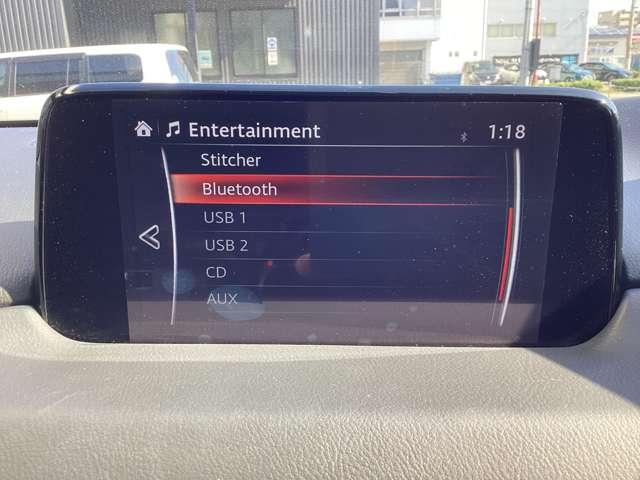 Entertainment 1:18
Stitcher
Bluetooth
USB 1
USB 2
CD
AUX